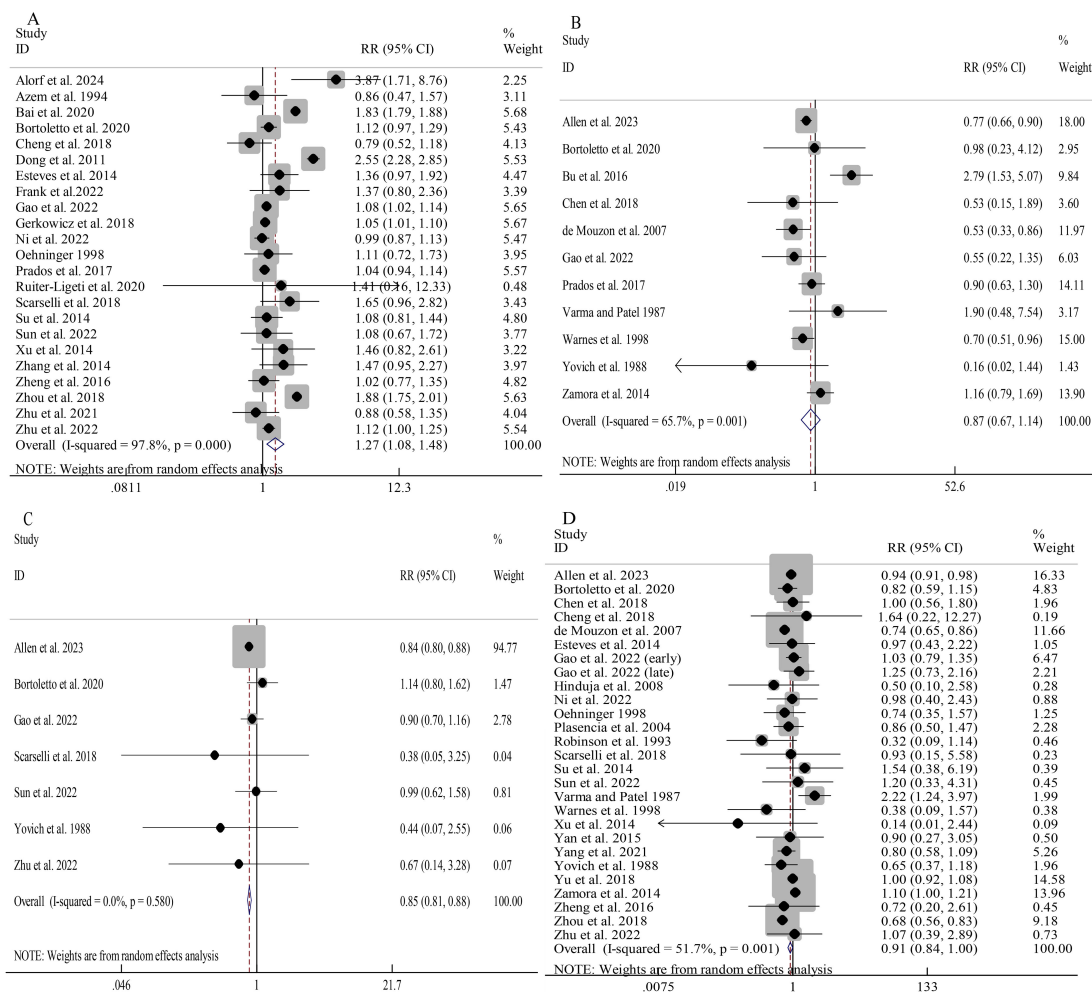 A
Study %
ID RR (95% CI) Weight
Alorf et al. 2024 3.87 (1.71, 8.76) 2.25
Azem et al. 1994 0.86 (0.47, 1.57) 3.11
Bai et al. 2020 1.83 (1.79, 1.88) 5.68
Bortoletto et al. 2020 1.12 (0.97, 1.29) 5.43
Cheng et al. 2018 0.79 (0.52, 1.18) 4.13
Dong et al. 2011 2.55 (2.28, 2.85) 5.53
Esteves et al. 2014 1.36 (0.97, 1.92) 4.47
Frank et al.2022 1.37 (0.80, 2.36) 3.39
Gao et al. 2022 1.08 (1.02, 1.14) 5.65
Gerkowicz et al. 2018 1.05 (1.01, 1.10) 5.67
Ni et al. 2022 0.99 (0.87, 1.13) 5.47
Oehninger 1998 1.11 (0.72, 1.73) 3.95
Prados et al. 2017 1.04 (0.94, 1.14) 5.57
Ruiter-Ligeti et al. 2020 1.41 (0.16, 12.33) 0.48
Scarselli et al. 2018 1.65 (0.96, 2.82) 3.43
Su et al. 2014 1.08 (0.81, 1.44) 4.80
Sun et al. 2022 1.08 (0.67, 1.72) 3.77
Xu et al. 2014 1.46 (0.82, 2.61) 3.22
Zhang et al. 2014 1.47 (0.95, 2.27) 3.97
Zheng et al. 2016 1.02 (0.77, 1.35) 4.82
Zhou et al. 2018 1.88 (1.75, 2.01) 5.63
Zhu et al. 2021 0.88 (0.58, 1.35) 4.04
Zhu et al. 2022 1.12 (1.00, 1.25) 5.54
Overall (I-squared = 97.8%, p = 0.000) 1.27 (1.08, 1.48) 100.00
NOTE: Weights are from random effects analysis
.0811 1 12.3
B
Study %
ID RR (95% CI) Weight
Allen et al. 2023 0.77 (0.66, 0.90) 18.00
Bortoletto et al. 2020 0.98 (0.23, 4.12) 2.95
Bu et al. 2016 2.79 (1.53, 5.07) 9.84
Chen et al. 2018 0.53 (0.15, 1.89) 3.60
de Mouzon et al. 2007 0.53 (0.33, 0.86) 11.97
Gao et al. 2022 0.55 (0.22, 1.35) 6.03
Prados et al. 2017 0.90 (0.63, 1.30) 14.11
Varma and Patel 1987 1.90 (0.48, 7.54) 3.17
Warnes et al. 1998 0.70 (0.51, 0.96) 15.00
Yovich et al. 1988 0.16 (0.02, 1.44) 1.43
Zamora et al. 2014 1.16 (0.79, 1.69) 13.90
Overall (I-squared = 65.7%, p = 0.001) 0.87 (0.67, 1.14) 100.00
NOTE: Weights are from random effects analysis
.019 1 52.6
C
Study %
ID RR (95% CI) Weight
Allen et al. 2023 0.84 (0.80, 0.88) 94.77
Bortoletto et al. 2020 1.14 (0.80, 1.62) 1.47
Gao et al. 2022 0.90 (0.70, 1.16) 2.78
Scarselli et al. 2018 0.38 (0.05, 3.25) 0.04
Sun et al. 2022 0.99 (0.62, 1.58) 0.81
Yovich et al. 1988 0.44 (0.07, 2.55) 0.06
Zhu et al. 2022 0.67 (0.14, 3.28) 0.07
Overall (I-squared = 0.0%, p = 0.580) 0.85 (0.81, 0.88) 100.00
NOTE: Weights are from random effects analysis
.046 1 21.7
D
Study %
ID RR (95% CI) Weight
Allen et al. 2023 0.94 (0.91, 0.98) 16.33
Bortoletto et al. 2020 0.82 (0.59, 1.15) 4.83
Chen et al. 2018 1.00 (0.56, 1.80) 1.96
Cheng et al. 2018 1.64 (0.22, 12.27) 0.19
de Mouzon et al. 2007 0.74 (0.65, 0.86) 11.66
Esteves et al. 2014 0.97 (0.43, 2.22) 1.05
Gao et al. 2022 (early) 1.03 (0.79, 1.35) 6.47
Gao et al. 2022 (late) 1.25 (0.73, 2.16) 2.21
Hinduja et al. 2008 0.50 (0.10, 2.58) 0.28
Ni et al. 2022 0.98 (0.40, 2.43) 0.88
Oehninger 1998 0.74 (0.35, 1.57) 1.25
Plasencia et al. 2004 0.86 (0.50, 1.47) 2.28
Robinson et al. 1993 0.32 (0.09, 1.14) 0.46
Scarselli et al. 2018 0.93 (0.15, 5.58) 0.23
Su et al. 2014 1.54 (0.38, 6.19) 0.39
Sun et al. 2022 1.20 (0.33, 4.31) 0.45
Varma and Patel 1987 2.22 (1.24, 3.97) 1.99
Warnes et al. 1998 0.38 (0.09, 1.57) 0.38
Xu et al. 2014 0.14 (0.01, 2.44) 0.09
Yan et al. 2015 0.90 (0.27, 3.05) 0.50
Yang et al. 2021 0.80 (0.58, 1.09) 5.26
Yovich et al. 1988 0.65 (0.37, 1.18) 1.96
Yu et al. 2018 1.00 (0.92, 1.08) 14.58
Zamora et al. 2014 1.10 (1.00, 1.21) 13.96
Zheng et al. 2016 0.72 (0.20, 2.61) 0.45
Zhou et al. 2018 0.68 (0.56, 0.83) 9.18
Zhu et al. 2022 1.07 (0.39, 2.89) 0.73
Overall (I-squared = 51.7%, p = 0.001) 0.91 (0.84, 1.00) 100.00
NOTE: Weights are from random effects analysis
.0075 1 133